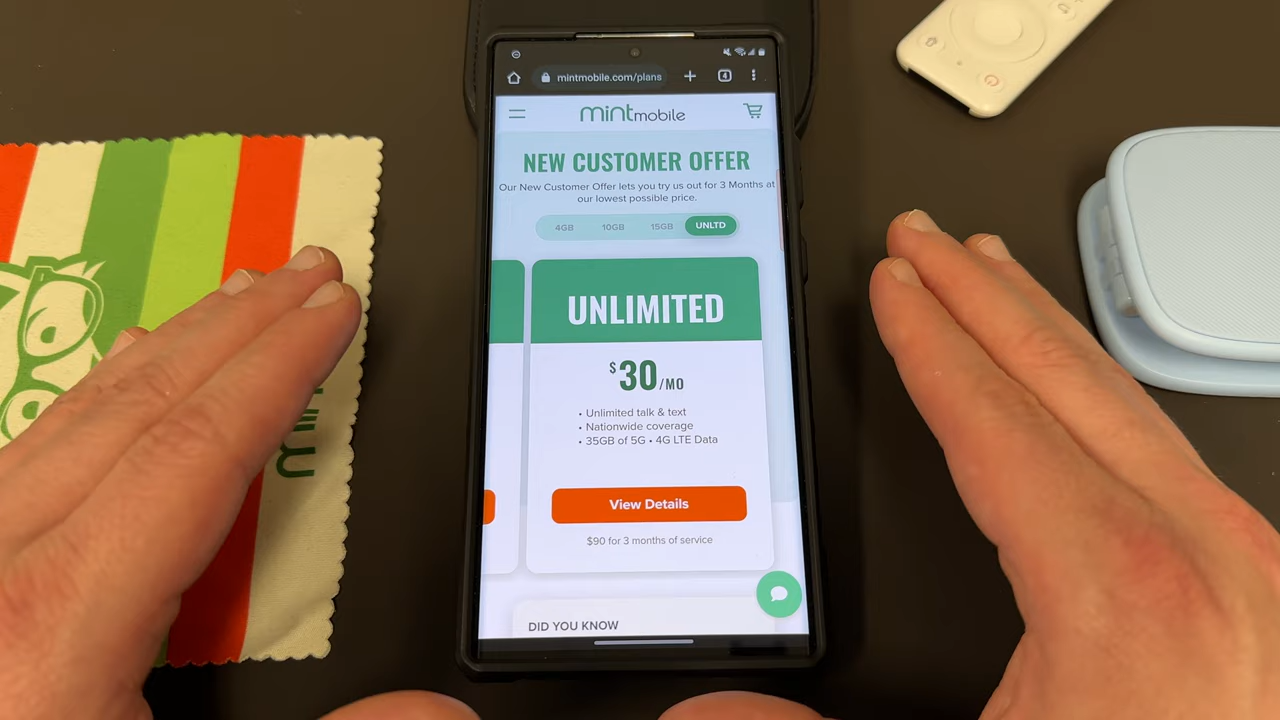 mintmobile.com/plans
4
mintmobile
NEW CUSTOMER OFFER
Our New Customer Offer lets you try us out for 3 Months at
our lowest possible price.
4GB 10GB 15GB UNLTD
UNLIMITED
$30/MO
• Unlimited talk & text
• Nationwide coverage
• 35GB of 5G • 4G LTE Data
View Details
$90 for 3 months of service
DID YOU KNOW